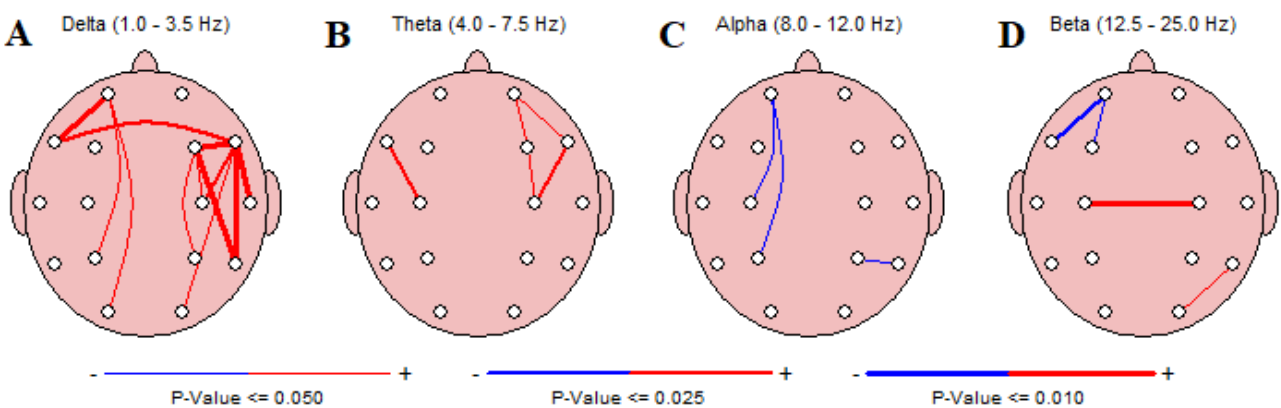 A Delta (1.0 - 3.5 Hz) B Theta (4.0 - 7.5 Hz) C Alpha (8.0 - 12.0 Hz) D Beta (12.5 - 25.0 Hz)
- + - + - +
P-Value <= 0.050 P-Value <= 0.025 P-Value <= 0.010